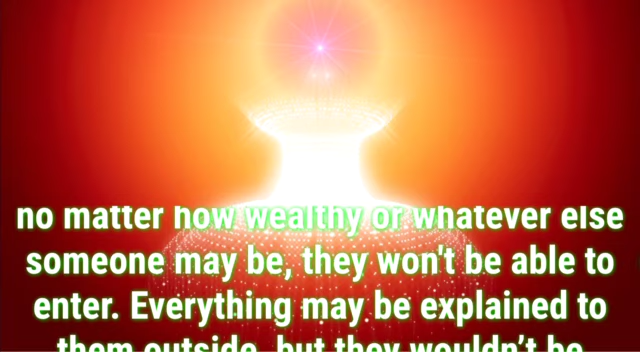 no matter how wealthy or whatever else
someone may be, they won't be able to
enter. Everything may be explained to
them outside, but they wouldn't be